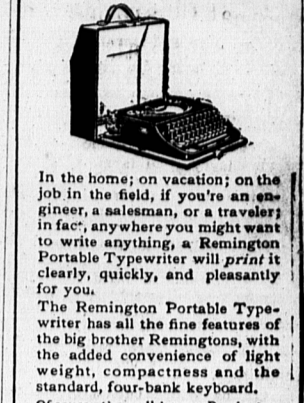 In the home; on vacation; on the
job in the field, if you're an en-
gineer, a salesman, or a traveler;
in fact, anywhere you might want
to write anything, a Remington
Portable Typewriter will print it
clearly, quickly, and pleasantly
for you.
The Remington Portable Type-
writer has all the fine features of
the big brother Remingtons, with
the added convenience of light
weight, compactness and the
standard, four-bank keyboard.